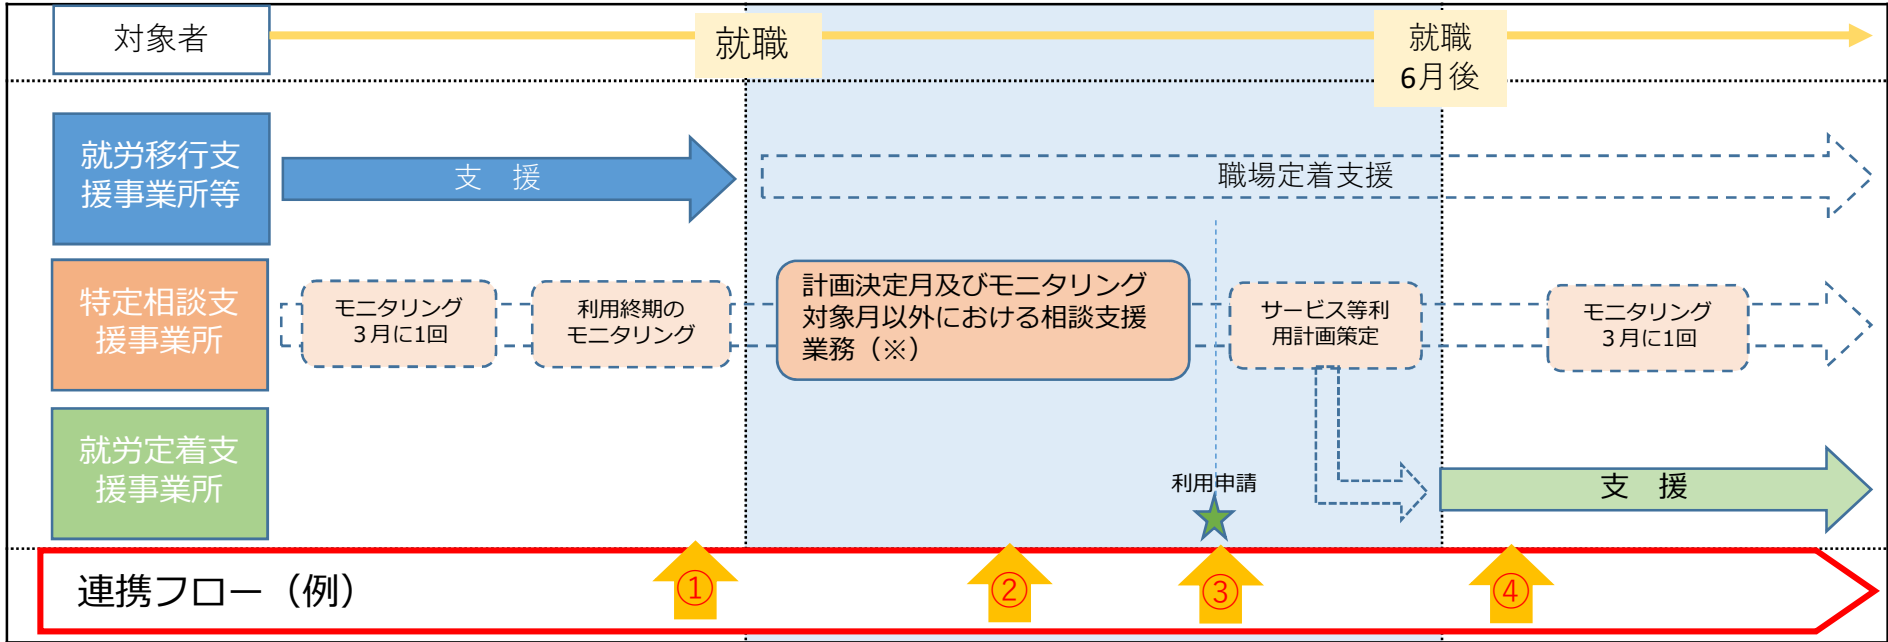 対象者
就職
就職
6月後
就労移行支
援事業所等
支　援
職場定着支援
特定相談支
援事業所
モニタリング
３月に1回
利用終期の
モニタリング
計画決定月及びモニタリング
対象月以外における相談支援
業務（※）
サービス等利
用計画策定
モニタリング
３月に1回
就労定着支
援事業所
利用申請
支　援
連携フロー（例）
①
②
③
④